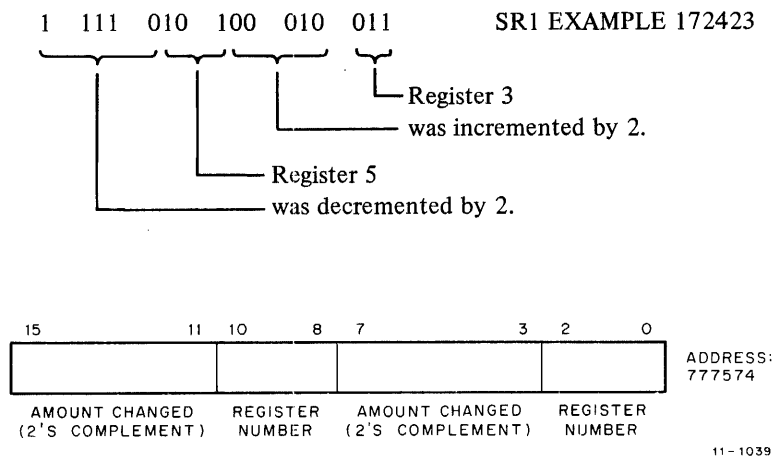 1 111 010 100 010 011 SR1 EXAMPLE 172423
Register 3
was incremented by 2.
Register 5
was decremented by 2.
15 11 10 8 7 3 2 0
ADDRESS:
777574
AMOUNT CHANGED REGISTER AMOUNT CHANGED REGISTER
(2'S COMPLEMENT) NUMBER (2'S COMPLEMENT) NUMBER
11-1039